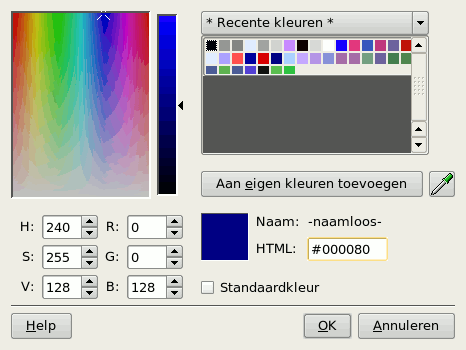 * Recente kleuren *
Aan eigen kleuren toevoegen
H: 240 R: 0
S: 255 G: 0
V: 128 B: 128
Naam: -naamloos-
HTML: #000080
Standaardkleur
Help OK Annuleren